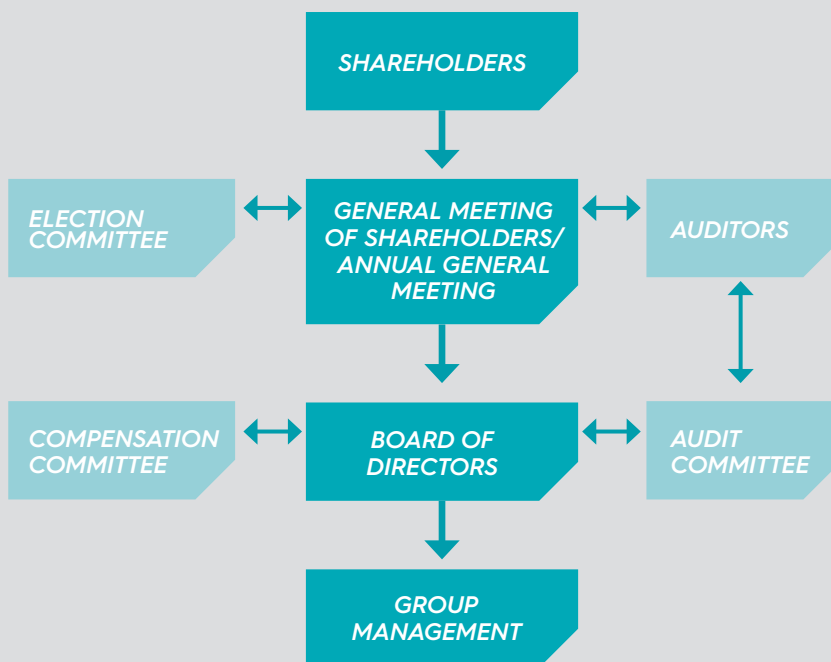 SHAREHOLDERS
ELECTION
COMMITTEE
GENERAL MEETING
OF SHAREHOLDERS/
ANNUAL GENERAL
MEETING
AUDITORS
COMPENSATION
COMMITTEE
BOARD OF
DIRECTORS
AUDIT
COMMITTEE
GROUP
MANAGEMENT